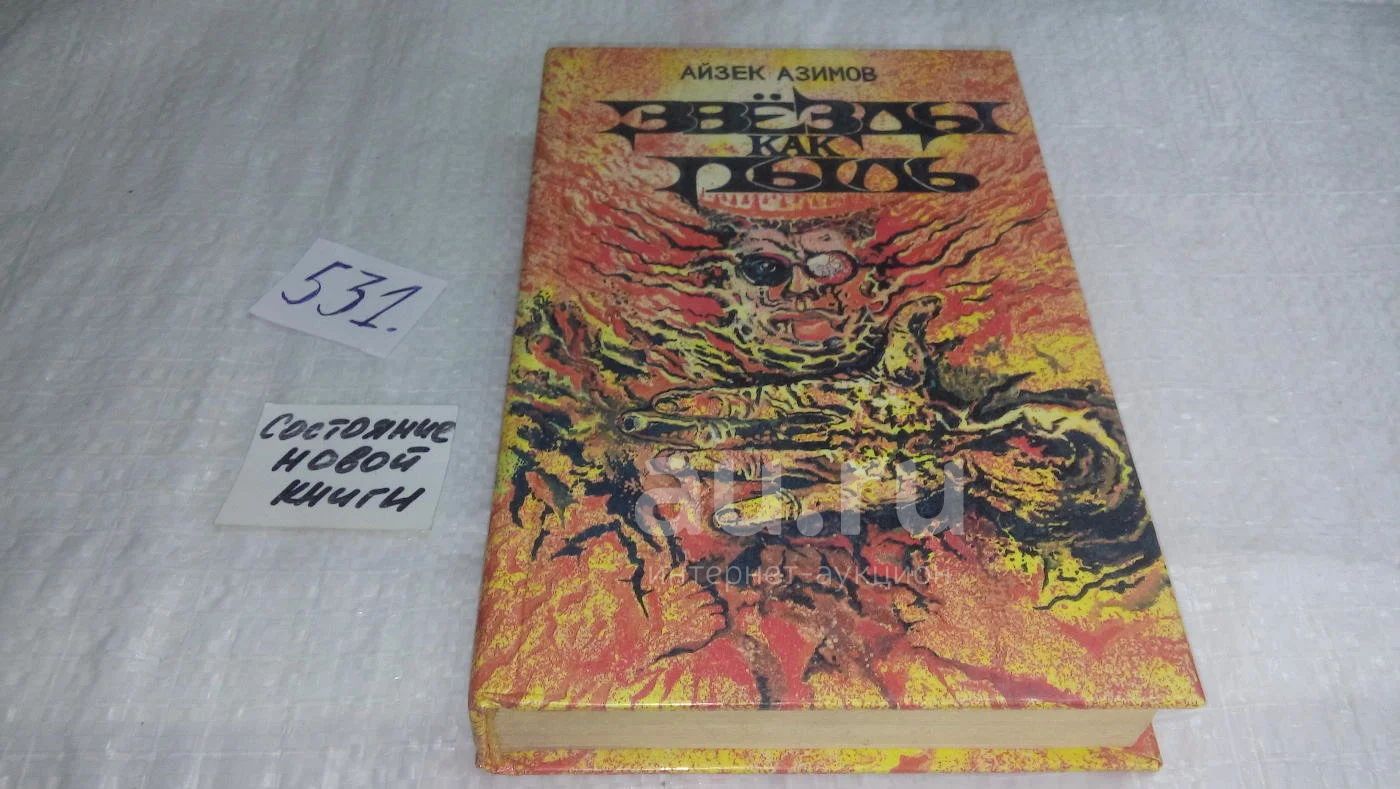 АЙЗЕК АЗИМОВ
ЗВЁЗДЫ
КАК
ПЫЛЬ
531.
СОСТОЯНИЕ
НОВОЙ
КНИГИ
au.ru
интернет-аукцион